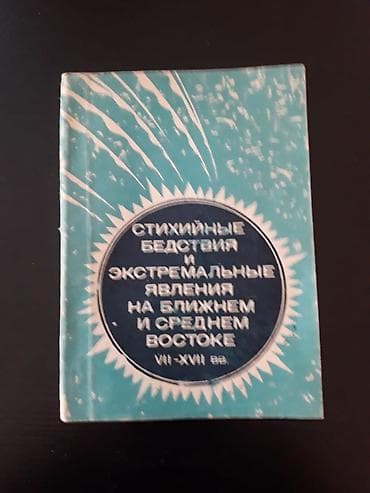 СТИХИЙНЫЕ
БЕДСТВИЯ
И
ЭКСТРЕМАЛЬНЫЕ
ЯВЛЕНИЯ
НА БЛИЖНЕМ
И СРЕДНЕМ
ВОСТОКЕ
VII-XVII вв.